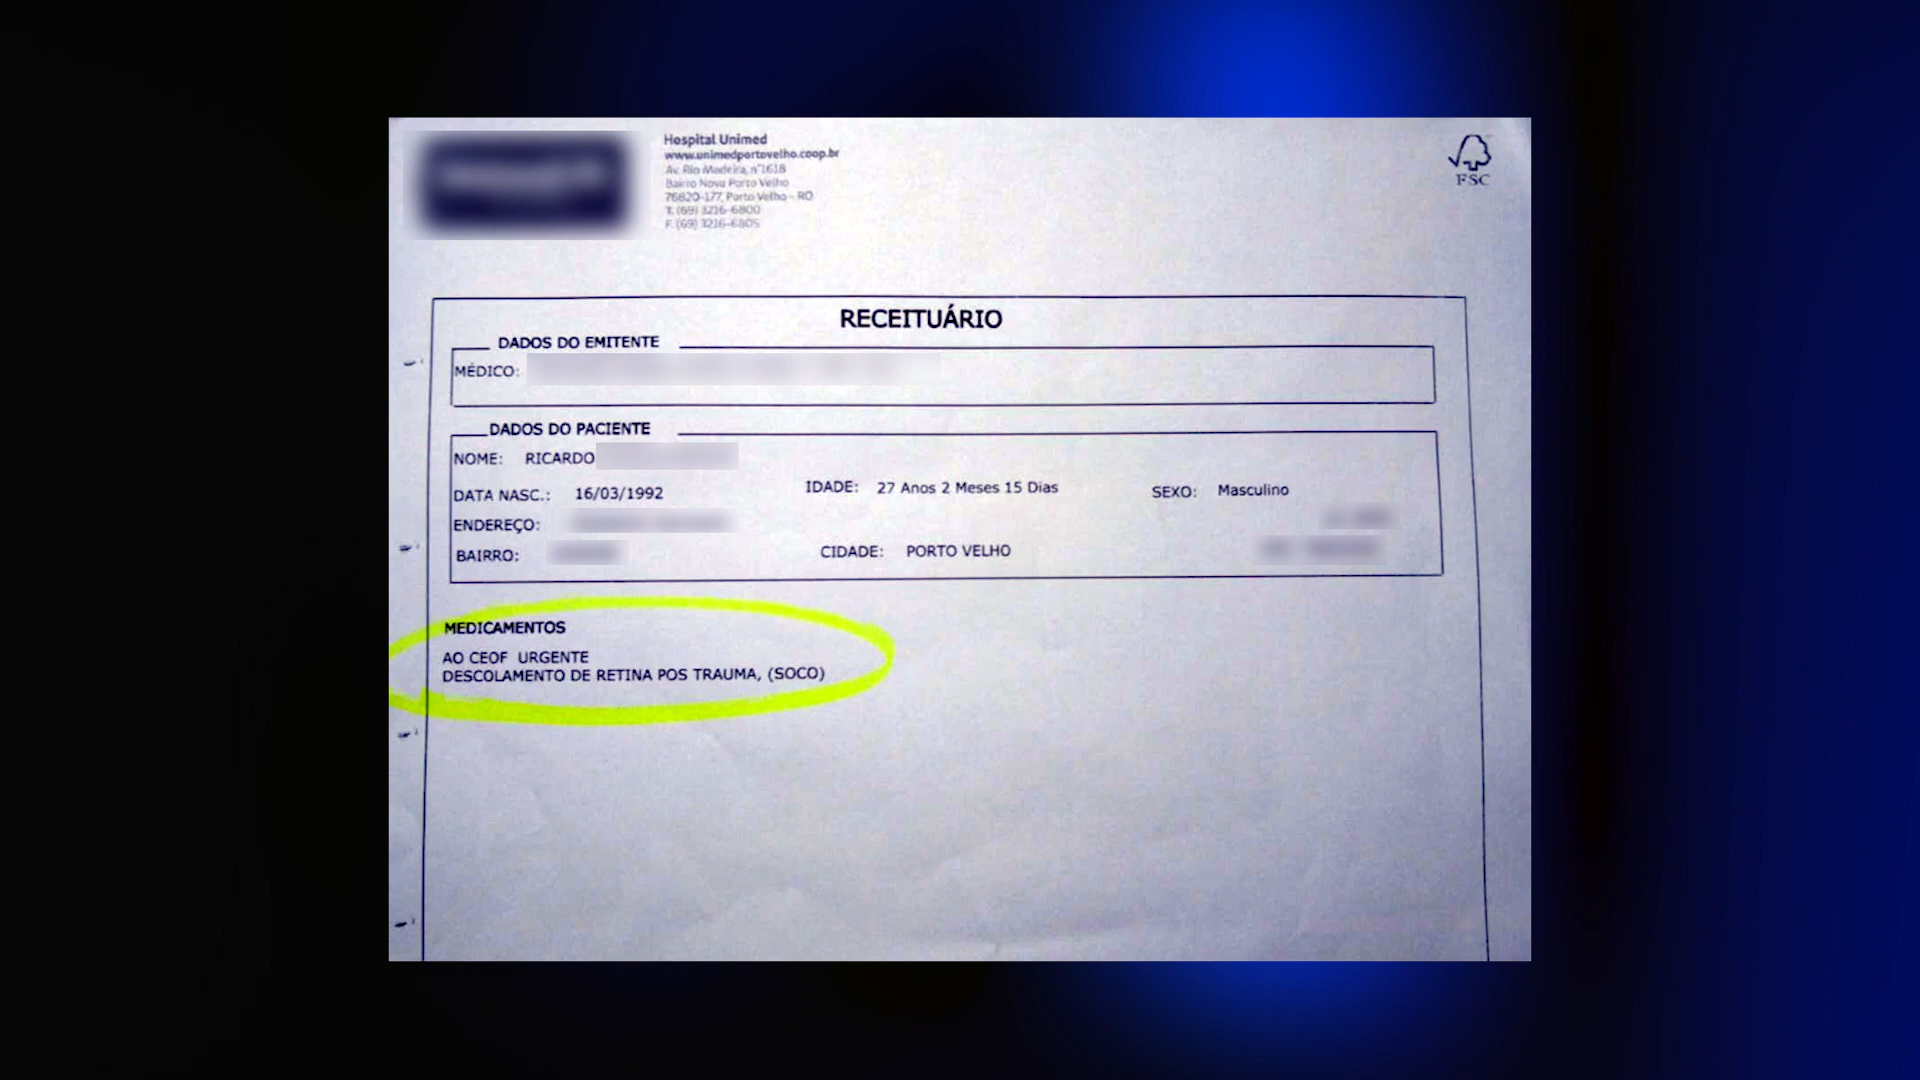 Hospital Unimed
www.unimedportovelho.coop.br
Av. Rio Madeira, n°1618
Bairro Nova Porto Velho
76820-177, Porto Velho - RO
T. (69) 3216-6800
F. (69) 3216-6805
FSC
RECEITUÁRIO
DADOS DO EMITENTE
MÉDICO:
DADOS DO PACIENTE
NOME: RICARDO
DATA NASC.: 16/03/1992 IDADE: 27 Anos 2 Meses 15 Dias SEXO: Masculino
ENDEREÇO:
BAIRRO: CIDADE: PORTO VELHO
MEDICAMENTOS
AO CEOF URGENTE
DESCOLAMENTO DE RETINA POS TRAUMA, (SOCO)